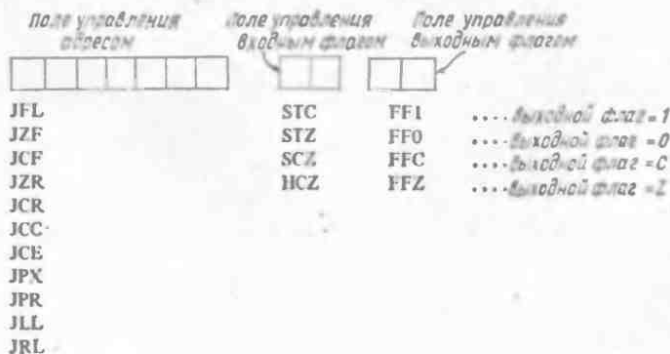 Поле управления адресом
Поле управления входным флагом
Поле управления выходным флагом
JFL STC FF1 ....выходной флаг=1
JZF STZ FF0 ....выходной флаг=0
JCF SCZ FFC ....выходной флаг=C
JZR HCZ FFZ ....выходной флаг=Z
JCR
JCC
JCE
JPX
JPR
JLL
JRL